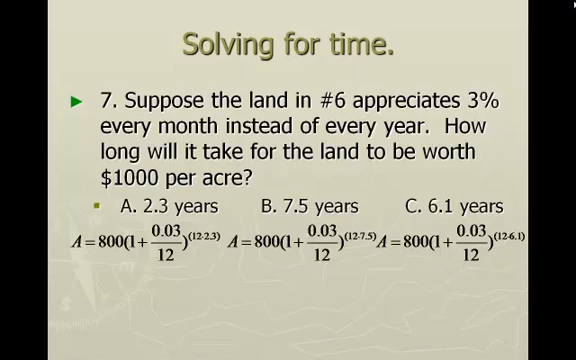 Solving for time.
7. Suppose the land in #6 appreciates 3%
every month instead of every year. How
long will it take for the land to be worth
$1000 per acre?
A. 2.3 years B. 7.5 years C. 6.1 years
A = 800(1+ 0.03/12)^(12·2.3) A = 800(1+ 0.03/12)^(12·7.5) A = 800(1+ 0.03/12)^(12·6.1)